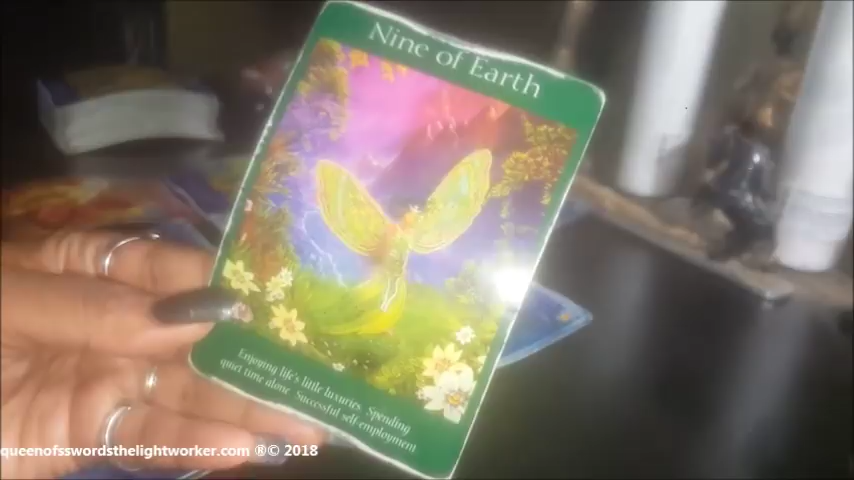 Nine of Earth
Enjoying life's little luxuries. Spending
quiet time alone. Successful self employment
queenofsswordsthelightworker.com ®© 2018